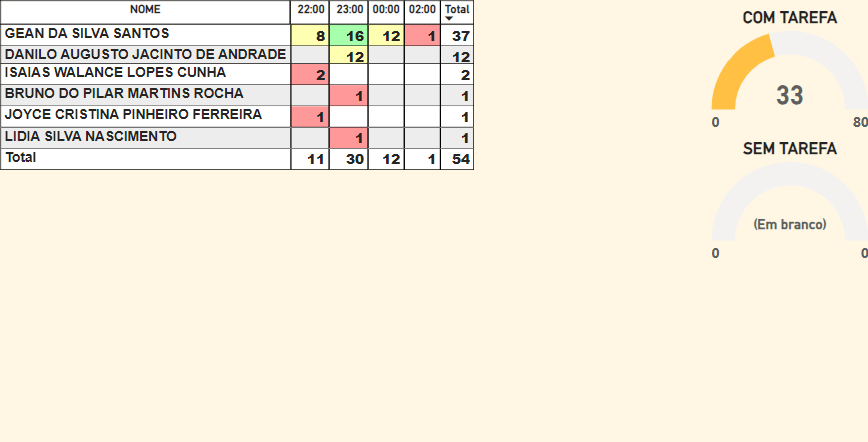 NOME 22:00 23:00 00:00 02:00 Total
GEAN DA SILVA SANTOS 8 16 12 1 37
DANILO AUGUSTO JACINTO DE ANDRADE 12 12
ISAIAS WALANCE LOPES CUNHA 2 2
BRUNO DO PILAR MARTINS ROCHA 1 1
JOYCE CRISTINA PINHEIRO FERREIRA 1 1
LIDIA SILVA NASCIMENTO 1 1
Total 11 30 12 1 54
COM TAREFA
33
0 80
SEM TAREFA
(Em branco)
0 0